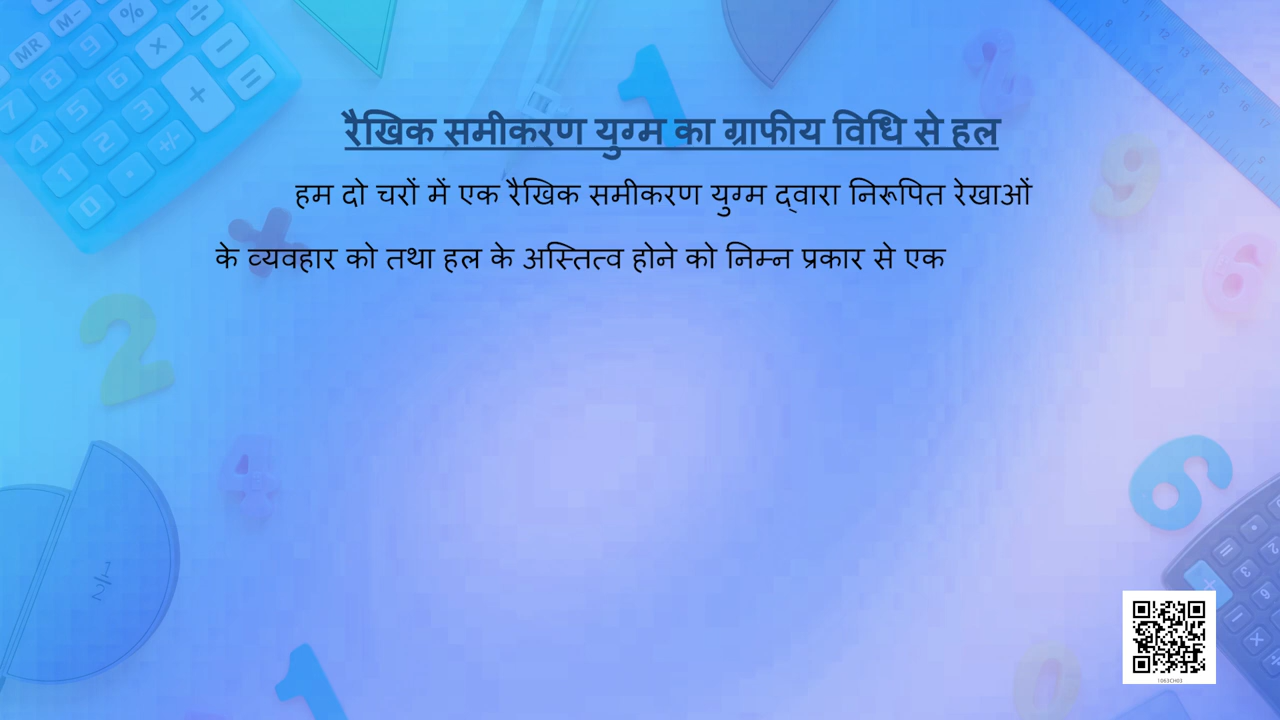 रैखिक समीकरण युग्म का ग्राफीय विधि से हल
हम दो चरों में एक रैखिक समीकरण युग्म द्वारा निरूपित रेखाओं
के व्यवहार को तथा हल के अस्तित्व होने को निम्न प्रकार से एक